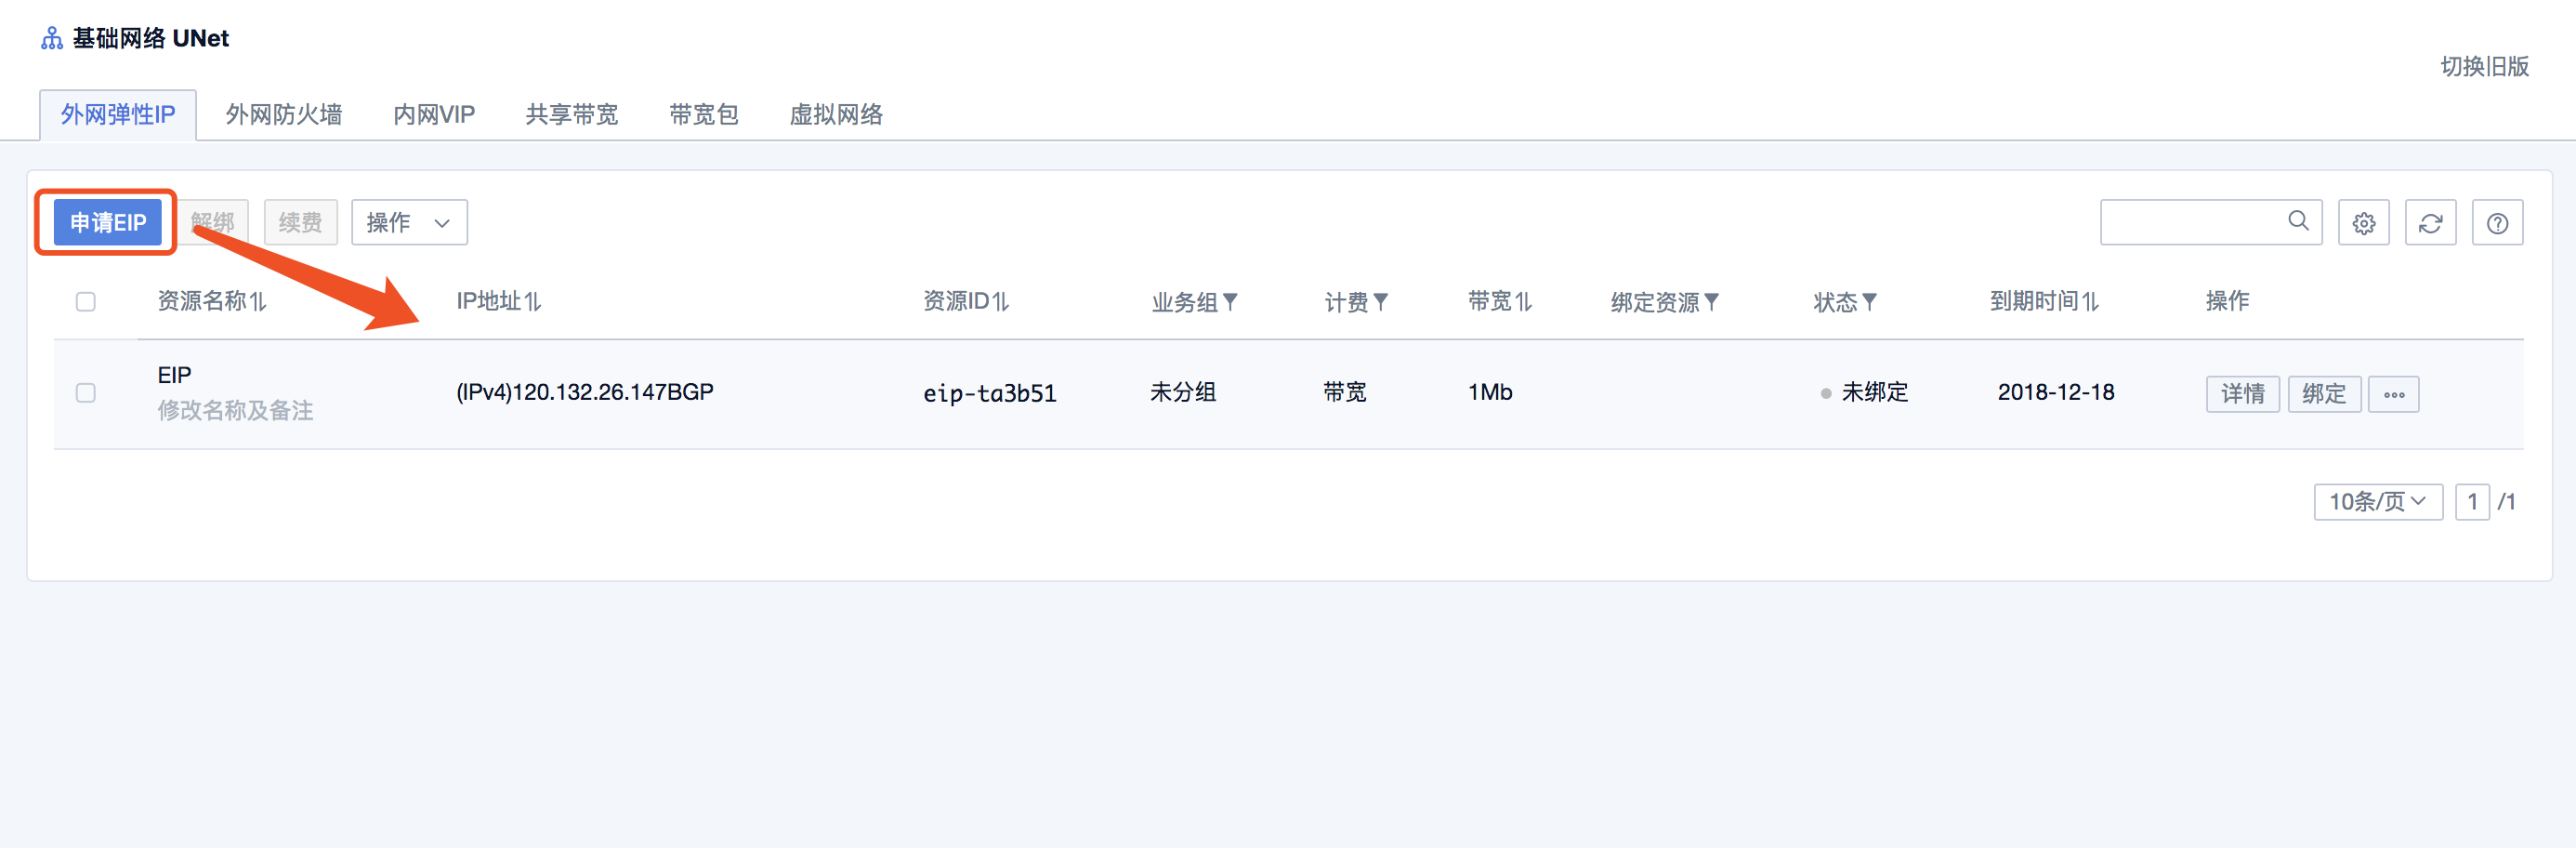 基础网络 UNet
切换旧版
外网弹性IP 外网防火墙 内网VIP 共享带宽 带宽包 虚拟网络
申请EIP 解绑 续费 操作
资源名称 IP地址 资源ID 业务组 计费 带宽 绑定资源 状态 到期时间 操作
EIP
修改名称及备注
(IPv4)120.132.26.147BGP eip-ta3b51 未分组 带宽 1Mb 未绑定 2018-12-18 详情 绑定
10条/页 1 /1